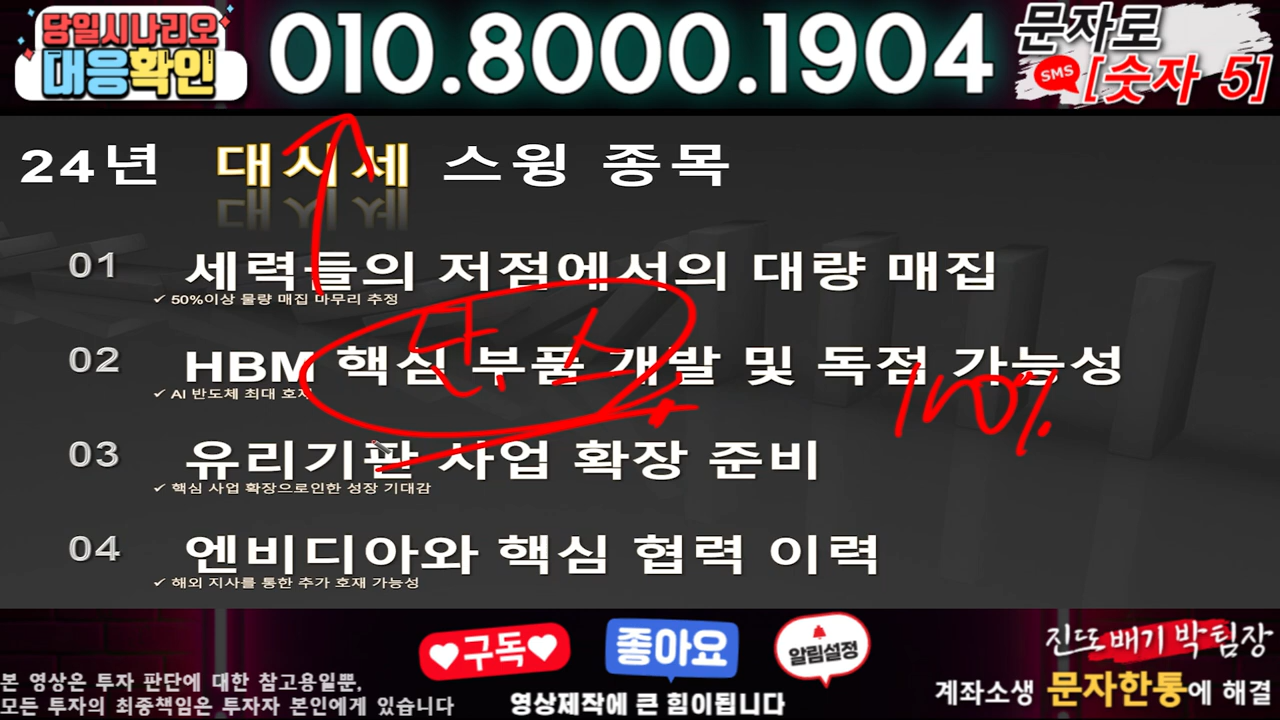 당일시나리오
대응확인
010.8000.1904
문자로
SMS
[숫자 5]
24년 대시세 스윙 종목
01 세력들의 저점에서의 대량 매집
✓ 50%이상 물량 매집 마무리 추정
02 HBM 핵심 부품 개발 및 독점 가능성
✓ AI 반도체 최대 호재
100%
03 유리기판 사업 확장 준비
✓ 핵심 사업 확장으로인한 성장 기대감
04 엔비디아와 핵심 협력 이력
✓ 해외 지사를 통한 추가 호재 가능성
구독
좋아요
알림설정
영상제작에 큰 힘이됩니다
본 영상은 투자 판단에 대한 참고용일뿐,
모든 투자의 최종책임은 투자자 본인에게 있습니다
진또배기 박팀장
계좌소생 문자한통에 해결